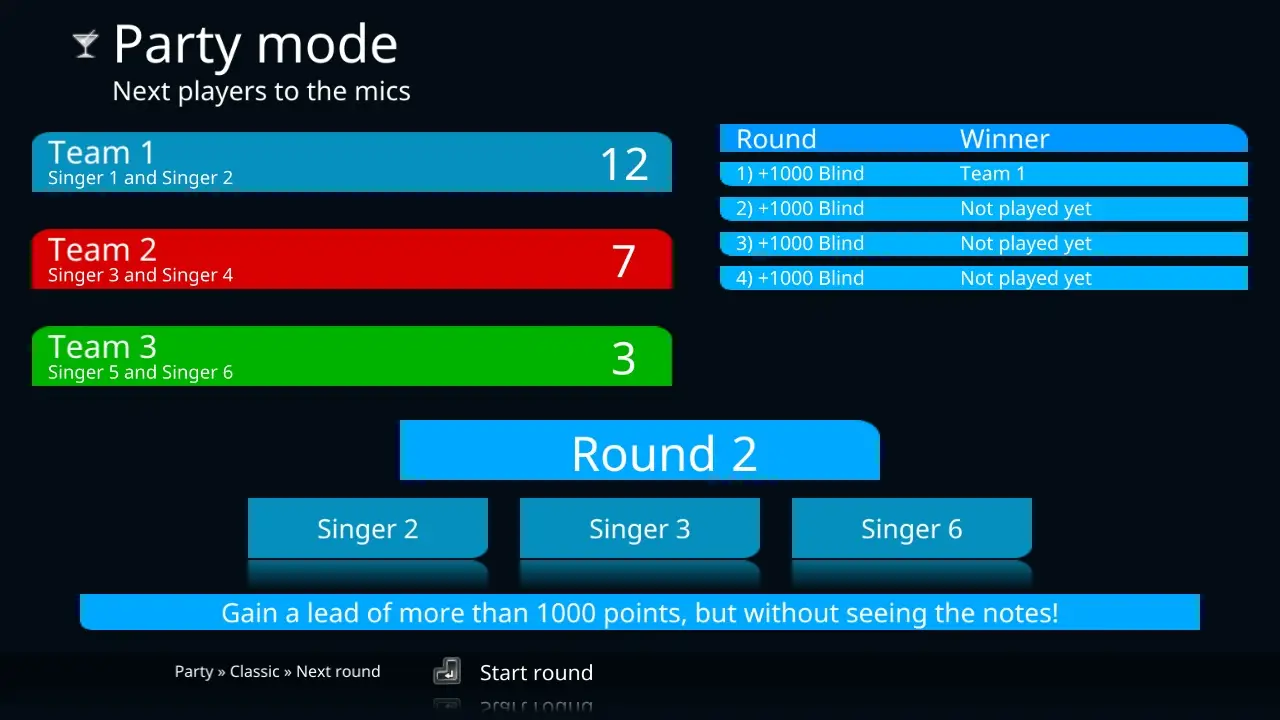 Party mode
Next players to the mics
Team 1
Singer 1 and Singer 2
12
Team 2
Singer 3 and Singer 4
7
Team 3
Singer 5 and Singer 6
3
Round Winner
1) +1000 Blind Team 1
2) +1000 Blind Not played yet
3) +1000 Blind Not played yet
4) +1000 Blind Not played yet
Round 2
Singer 2 Singer 3 Singer 6
Gain a lead of more than 1000 points, but without seeing the notes!
Party » Classic » Next round Start round